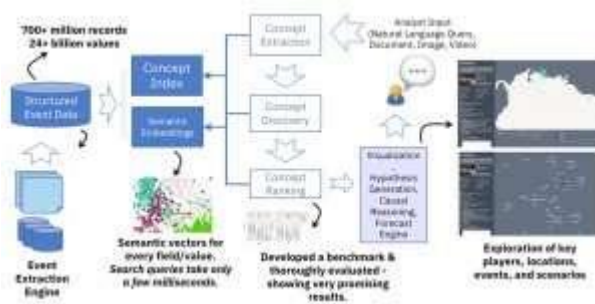 700+ million records
24+ billion values
Structured
Event Data
Event
Extraction
Engine
Concept
Index
Semantic
Embeddings
Semantic vectors for
every field/value.
Search queries take only
a few milliseconds.
Concept
Extraction
Concept
Discovery
Concept
Ranking
Developed a benchmark &
thoroughly evaluated -
showing very promising
results.
Analyst Input
(Natural Language Query,
Document, Image, Video)
Visualization
-
Hypothesis
Generation,
Causal
Reasoning,
Forecast
Engine
Exploration of key
players, locations,
events, and scenarios